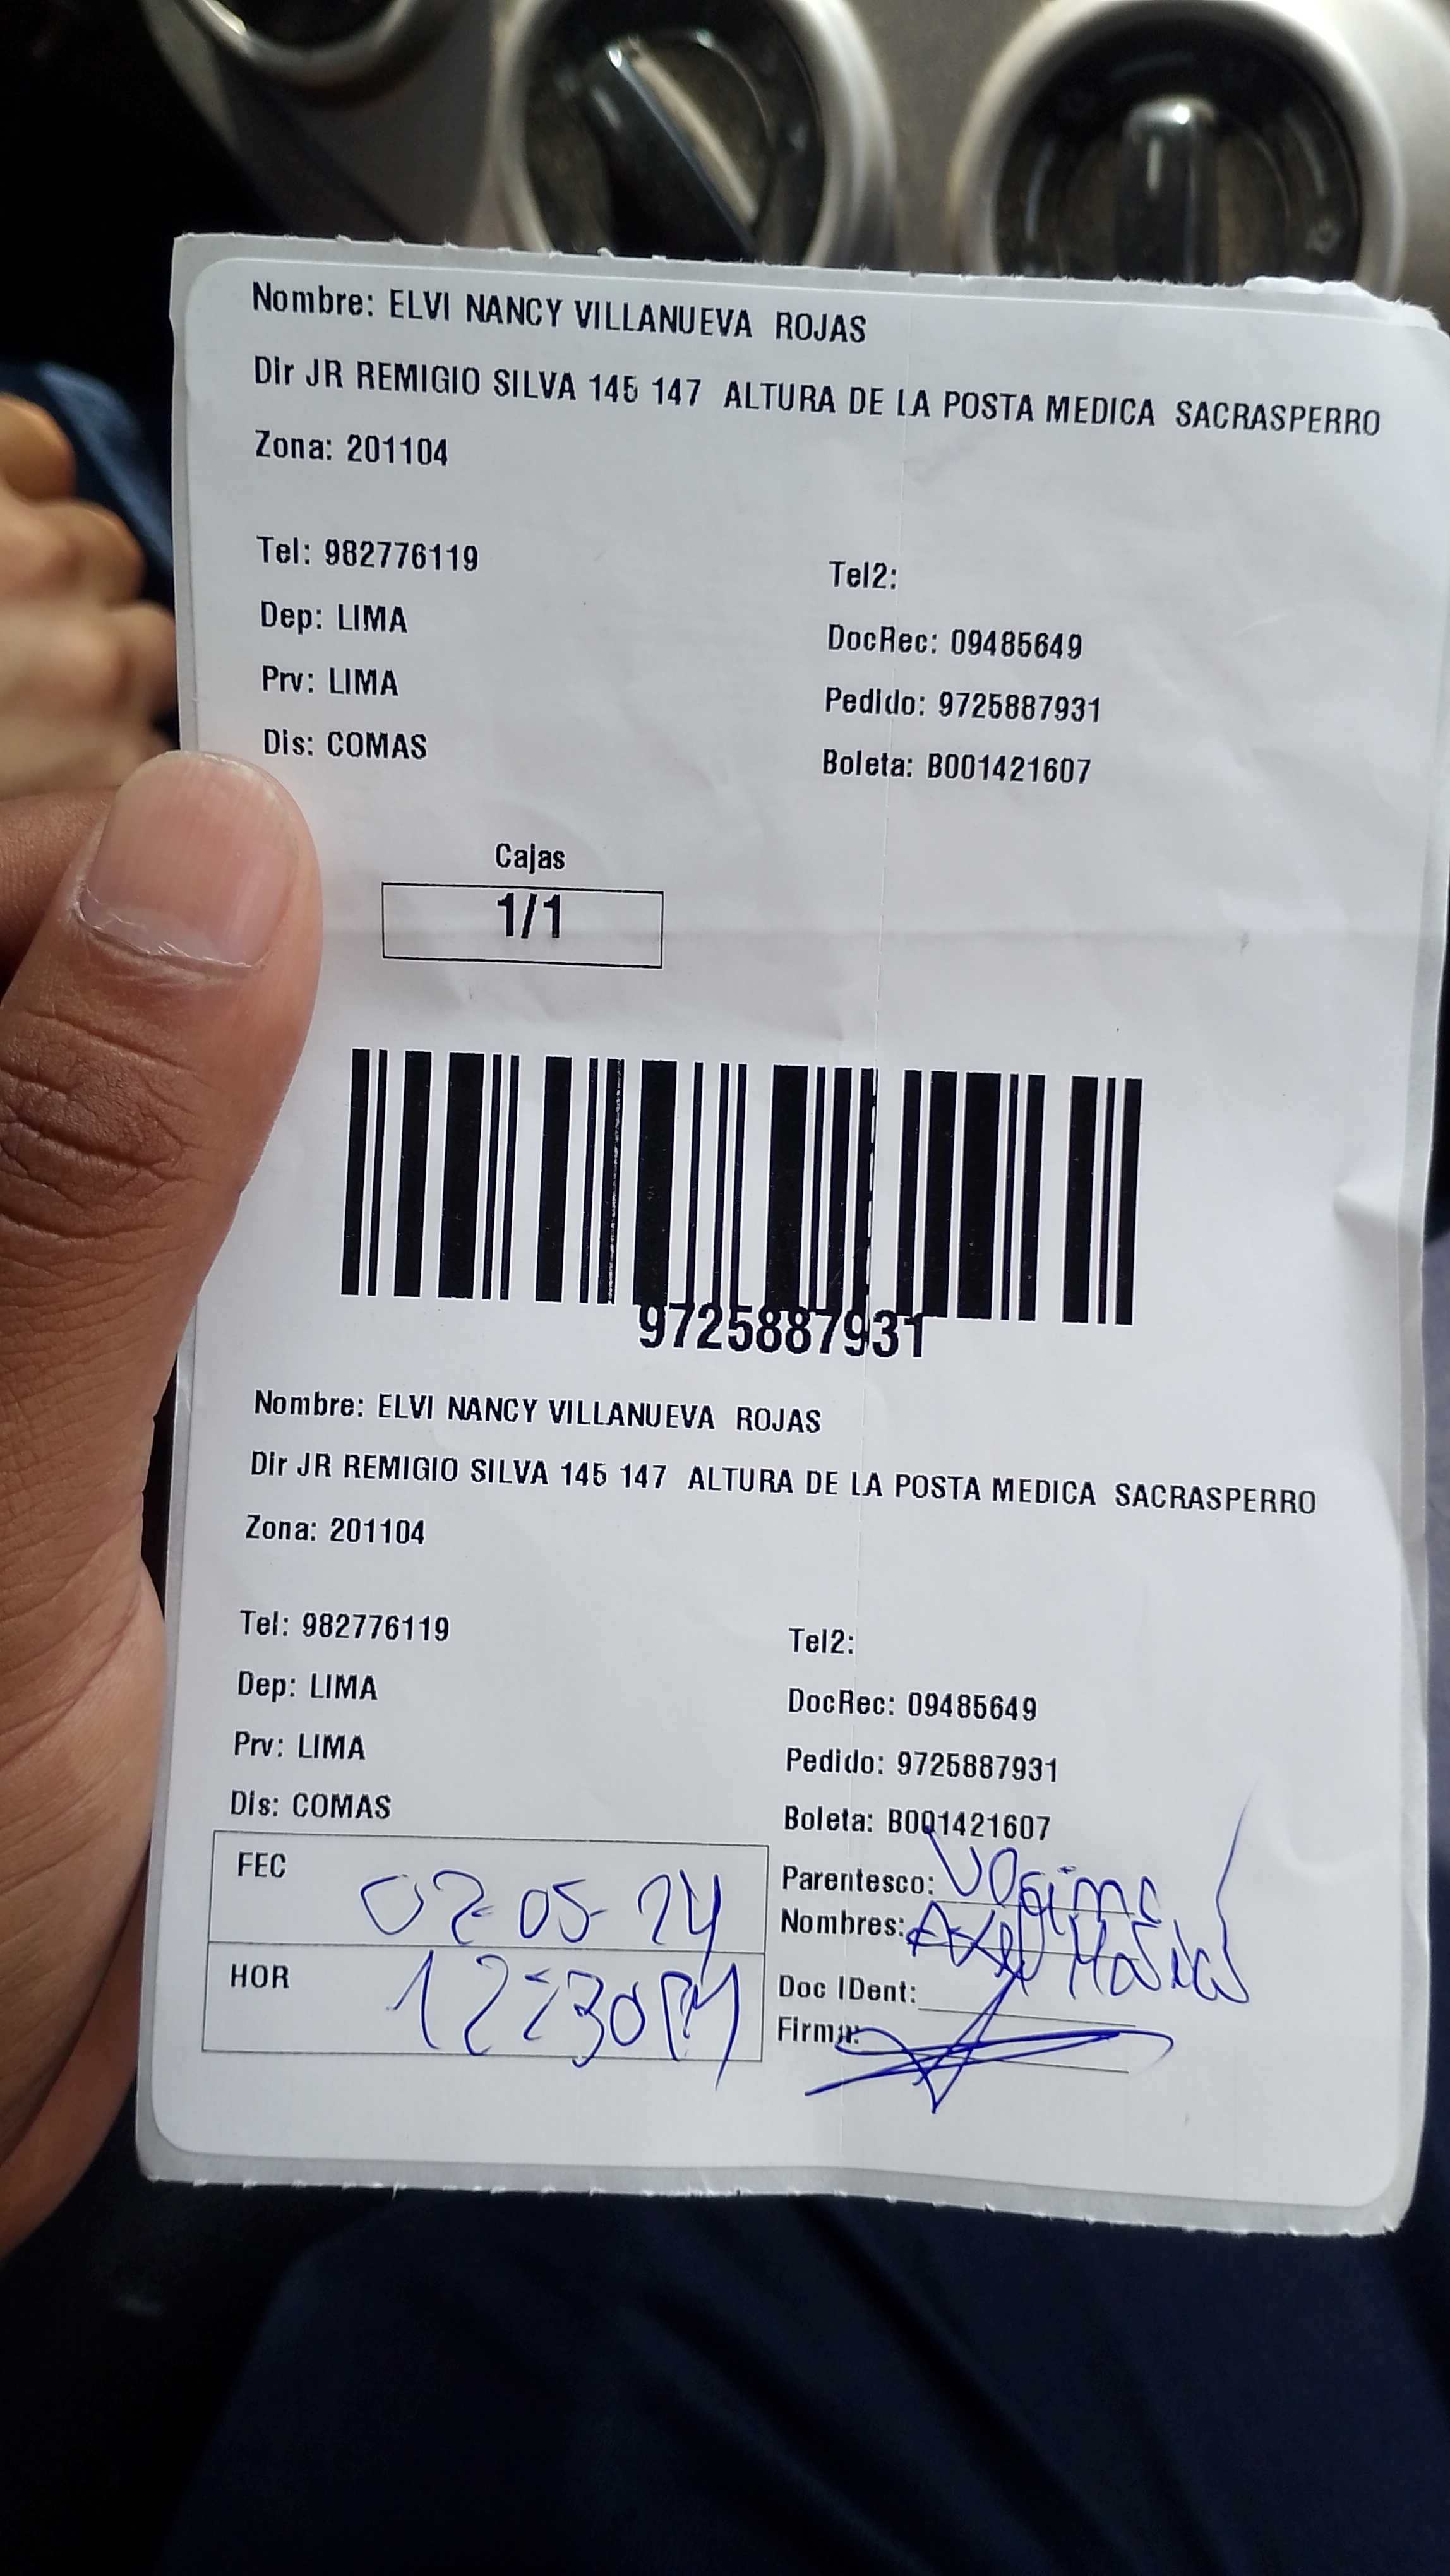 Nombre: ELVI NANCY VILLANUEVA ROJAS
Dir JR REMIGIO SILVA 145 147 ALTURA DE LA POSTA MEDICA SACRASPERRO
Zona: 201104
Tel: 982776119 Tel2:
Dep: LIMA DocRec: 09485649
Prv: LIMA Pedido: 9725887931
Dis: COMAS Boleta: B001421607
Cajas
1/1
9725887931
Nombre: ELVI NANCY VILLANUEVA ROJAS
Dir JR REMIGIO SILVA 145 147 ALTURA DE LA POSTA MEDICA SACRASPERRO
Zona: 201104
Tel: 982776119 Tel2:
Dep: LIMA DocRec: 09485649
Prv: LIMA Pedido: 9725887931
Dis: COMAS Boleta: B001421607
FEC 02-05-24 Parentesco:
Nombres: Axel
HOR 12:30PM Doc IDent:
Firma: